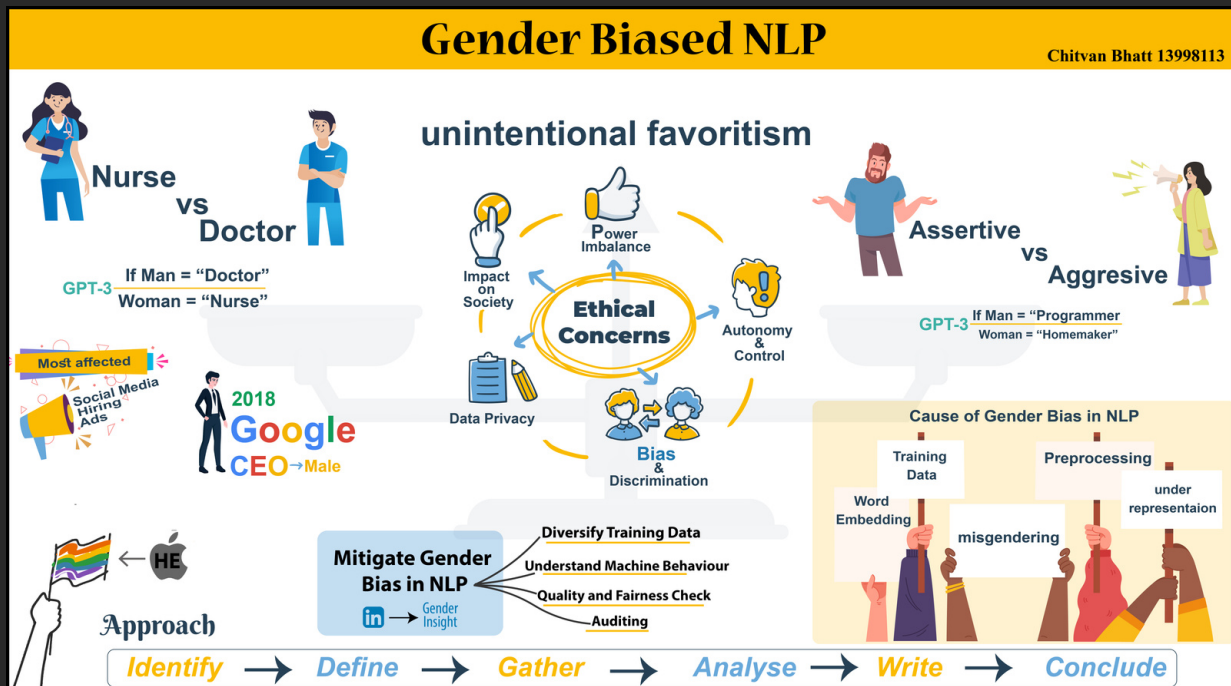 Gender Biased NLP
Chitvan Bhatt 13998113
unintentional favoritism
Nurse
vs
Doctor
GPT-3
If Man = “Doctor”
Woman = “Nurse”
Assertive
vs
Aggresive
GPT-3
If Man = “Programmer
Woman = “Homemaker”
Ethical
Concerns
Power
Imbalance
Autonomy
&
Control
Bias
&
Discrimination
Data Privacy
Impact
on
Society
Most affected
Social Media
Hiring
Ads
2018
Google
CEO → Male
Cause of Gender Bias in NLP
Word
Embedding
Training
Data
misgendering
Preprocessing
under
representaion
HE
Mitigate Gender
Bias in NLP
in → Gender
Insight
Diversify Training Data
Understand Machine Behaviour
Quality and Fairness Check
Auditing
Approach
Identify → Define → Gather → Analyse → Write → Conclude